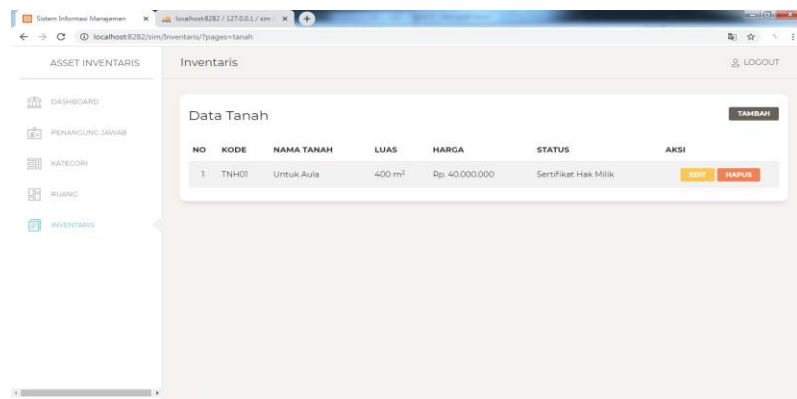 Sistem Informasi Manajemen
localhost:8282 / 127.0.0.1 / sim /
localhost:8282/sim/Inventaris/?pages=tanah
ASSET INVENTARIS
Inventaris
LOGOUT
DASHBOARD
PENANGUNG JAWAB
KATEGORI
RUANG
INVENTARIS
Data Tanah
TAMBAH
NO KODE NAMA TANAH LUAS HARGA STATUS AKSI
1 TNH01 Untuk Aula 400 m² Rp. 40.000.000 Sertifikat Hak Milik EDIT HAPUS